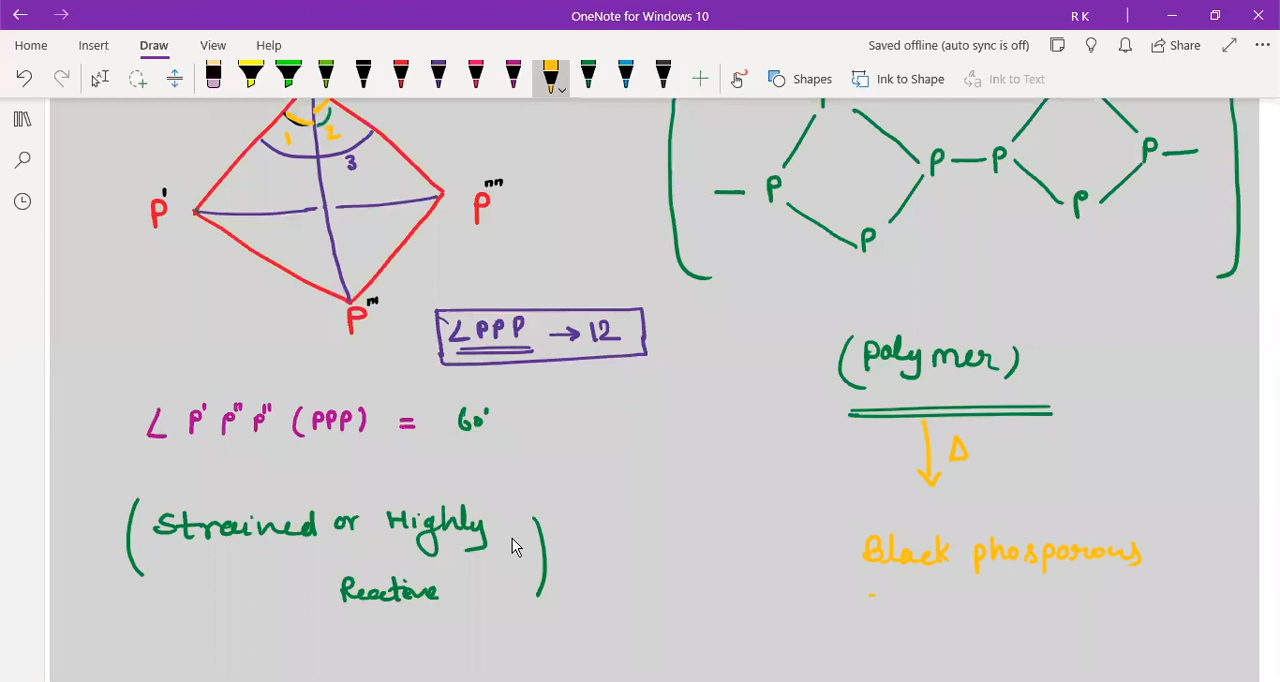 OneNote for Windows 10
R K
Home Insert Draw View Help
Saved offline (auto sync is off)
Share
Shapes
Ink to Shape
Ink to Text
1
2
3
P'
P""
P'''
P
P
P
P
P
∠PPP → 12
(Polymer)
Δ
∠ P' P" P" (PPP) = 60°
(Strained or Highly
Reactive)
Black phosporous